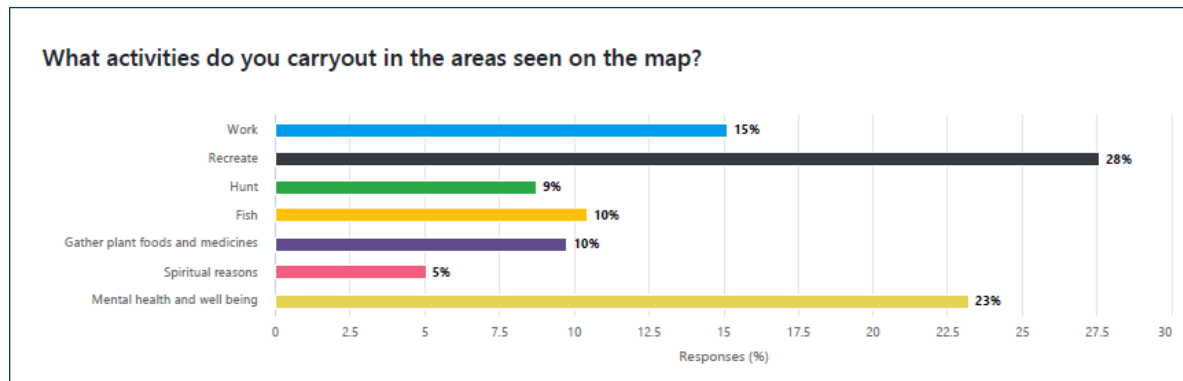 What activities do you carryout in the areas seen on the map?
Work
15%
Recreate
28%
Hunt
9%
Fish
10%
Gather plant foods and medicines
10%
Spiritual reasons
5%
Mental health and well being
23%
0 2.5 5 7.5 10 12.5 15 17.5 20 22.5 25 27.5 30
Responses (%)